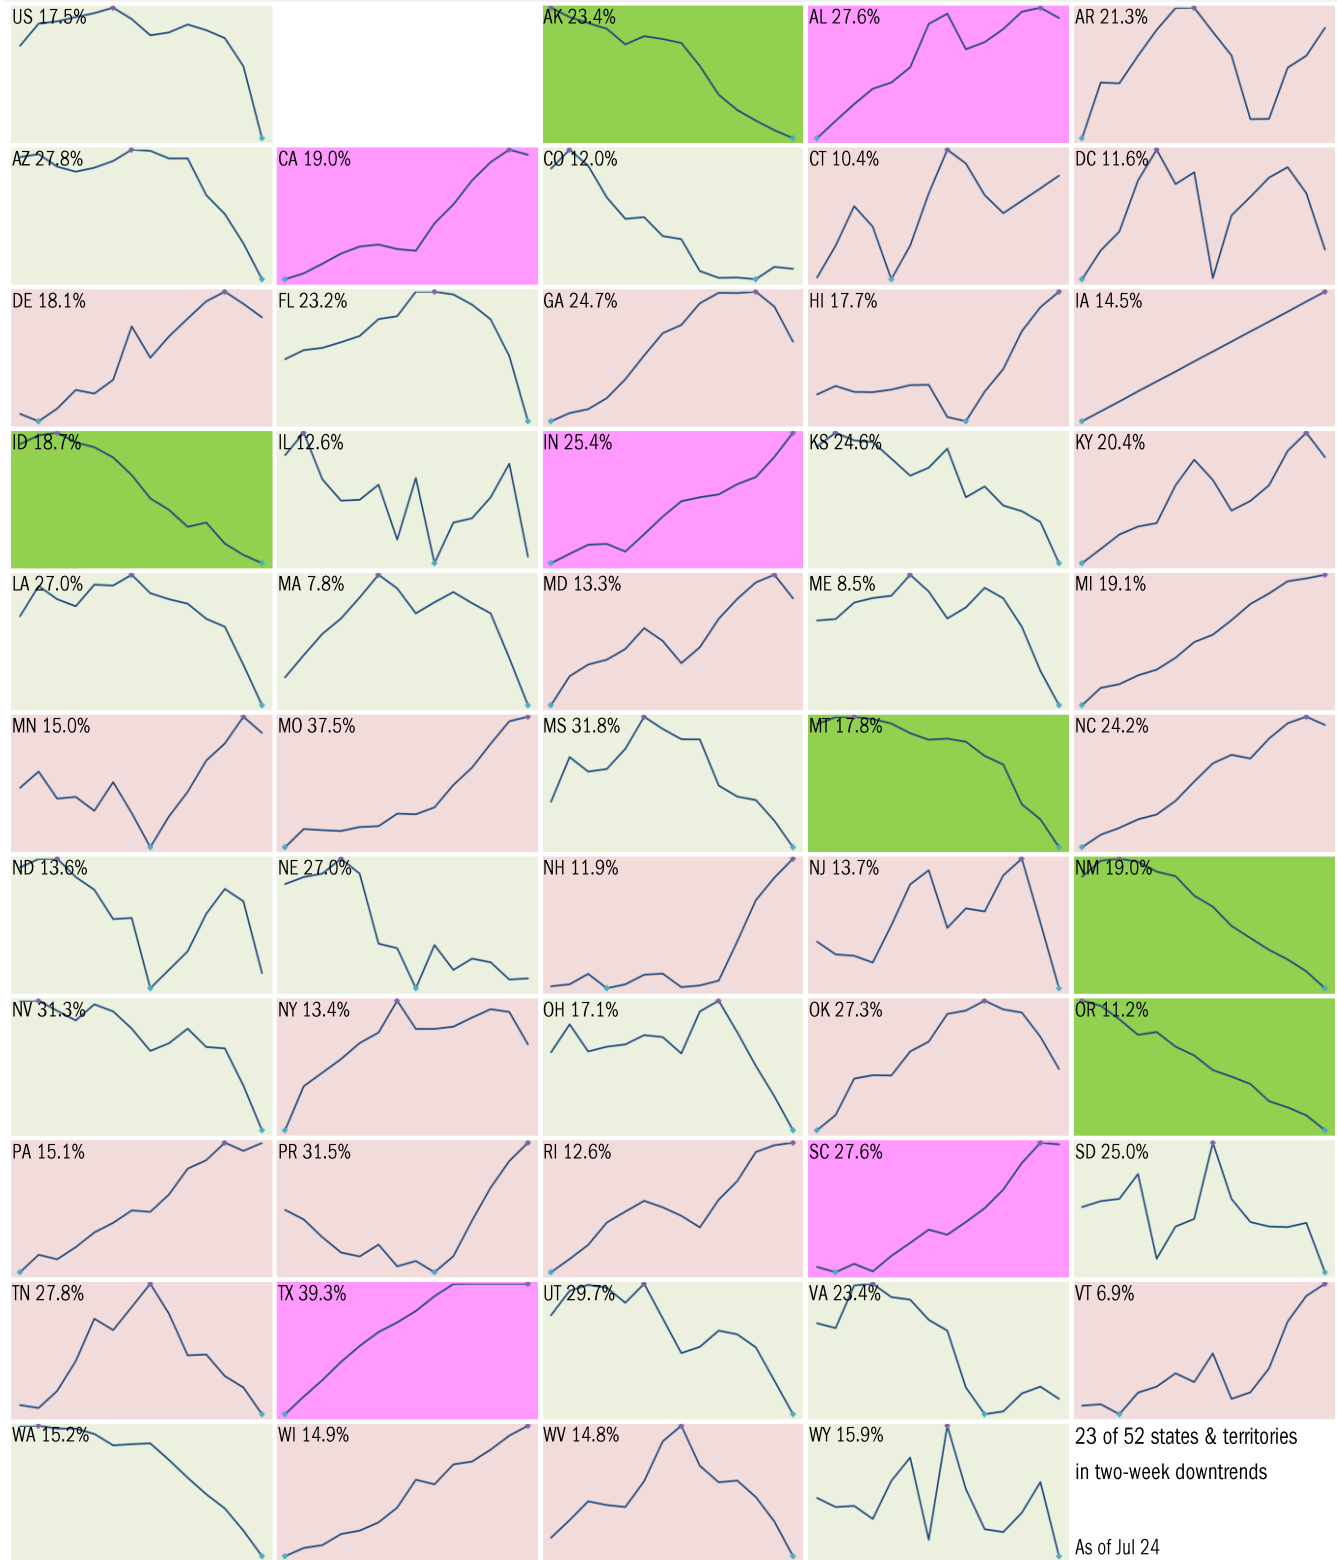 US 17.5%
AK 23.4%
AL 27.6%
AR 21.3%
AZ 27.8%
CA 19.0%
CO 12.0%
CT 10.4%
DC 11.6%
DE 18.1%
FL 23.2%
GA 24.7%
HI 17.7%
IA 14.5%
ID 18.7%
IL 12.6%
IN 25.4%
KS 24.6%
KY 20.4%
LA 27.0%
MA 7.8%
MD 13.3%
ME 8.5%
MI 19.1%
MN 15.0%
MO 37.5%
MS 31.8%
MT 17.8%
NC 24.2%
ND 13.6%
NE 27.0%
NH 11.9%
NJ 13.7%
NM 19.0%
NV 31.3%
NY 13.4%
OH 17.1%
OK 27.3%
OR 11.2%
PA 15.1%
PR 31.5%
RI 12.6%
SC 27.6%
SD 25.0%
TN 27.8%
TX 39.3%
UT 29.7%
VA 23.4%
VT 6.9%
WA 15.2%
WI 14.9%
WV 14.8%
WY 15.9%
23 of 52 states & territories
in two-week downtrends
As of Jul 24